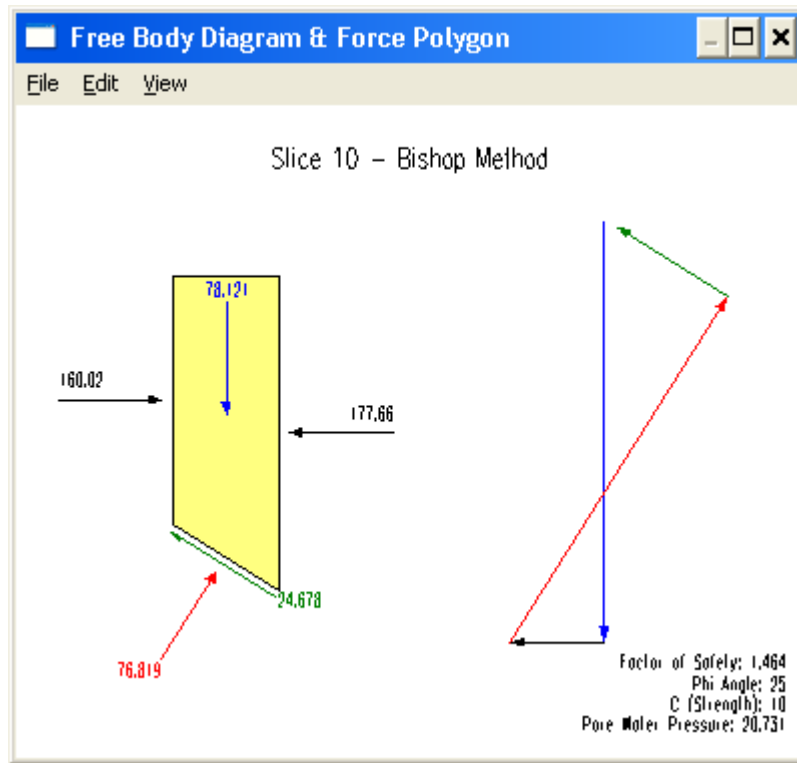 Free Body Diagram & Force Polygon
File Edit View
Slice 10 - Bishop Method
78.121
160.02
177.66
24.678
76.819
Factor of Safety: 1.464
Phi Angle: 25
C (Strength): 10
Pore Water Pressure: 20.731